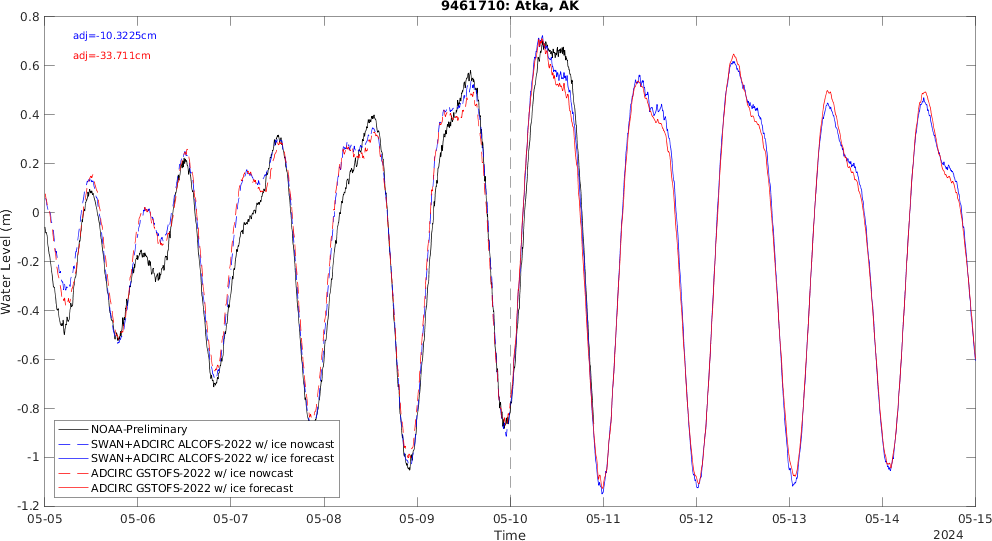 9461710: Atka, AK
adj=-10.3225cm
adj=-33.711cm
Water Level (m)
0.8
0.6
0.4
0.2
0
-0.2
-0.4
-0.6
-0.8
-1
-1.2
NOAA-Preliminary
SWAN+ADCIRC ALCOFS-2022 w/ ice nowcast
SWAN+ADCIRC ALCOFS-2022 w/ ice forecast
ADCIRC GSTOFS-2022 w/ ice nowcast
ADCIRC GSTOFS-2022 w/ ice forecast
05-05 05-06 05-07 05-08 05-09 05-10 05-11 05-12 05-13 05-14 05-15
Time
2024